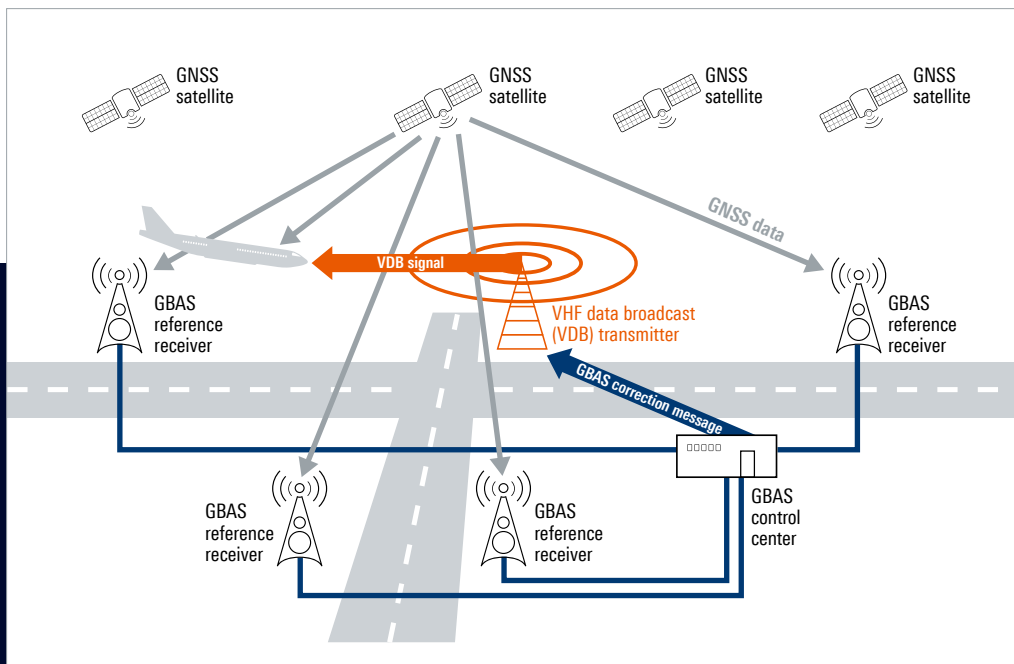 GNSS
satellite
GNSS
satellite
GNSS
satellite
GNSS
satellite
GNSS data
VDB signal
GBAS
reference
receiver
VHF data broadcast
(VDB) transmitter
GBAS
reference
receiver
GBAS correction message
GBAS
reference
receiver
GBAS
reference
receiver
GBAS
control
center